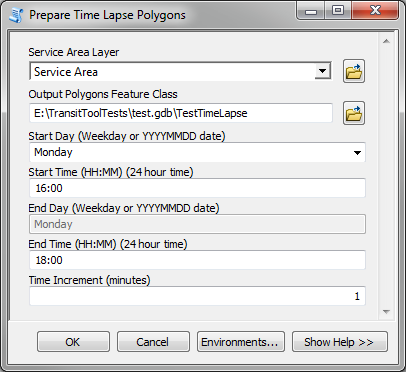 Prepare Time Lapse Polygons
Service Area Layer
Service Area
Output Polygons Feature Class
E:\TransitToolTests\test.gdb\TestTimeLapse
Start Day (Weekday or YYYYMMDD date)
Monday
Start Time (HH:MM) (24 hour time)
16:00
End Day (Weekday or YYYYMMDD date)
Monday
End Time (HH:MM) (24 hour time)
18:00
Time Increment (minutes)
1
OK Cancel Environments... Show Help >>